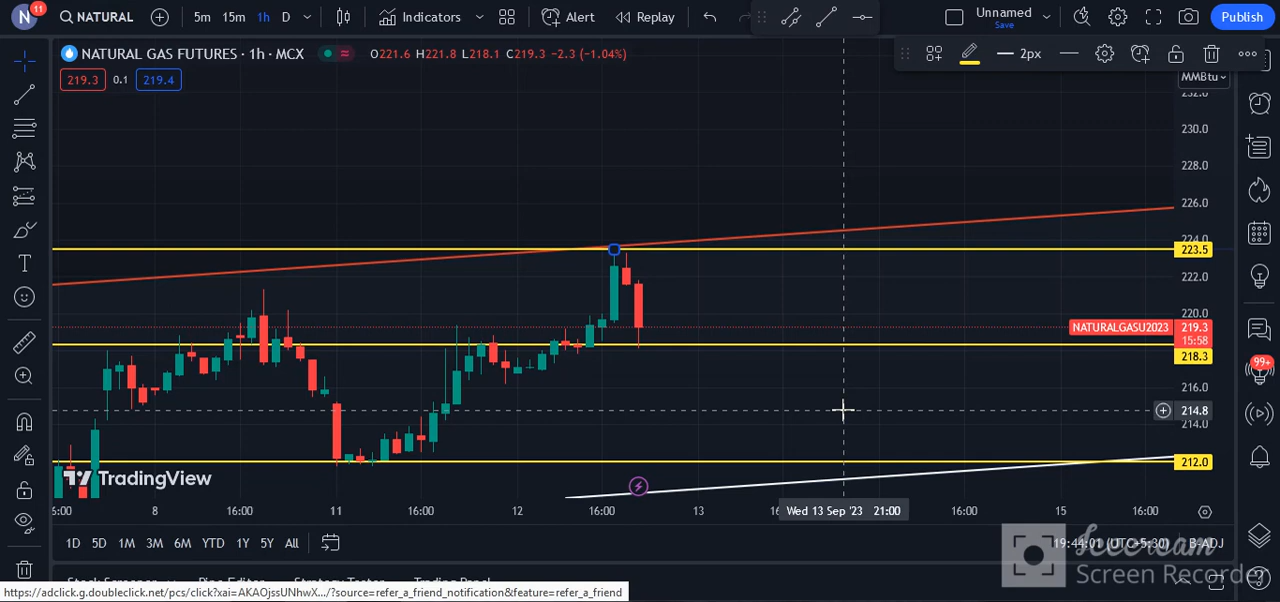 N 11 NATURAL 5m 15m 1h D Indicators Alert Replay Unnamed Save Publish
NATURAL GAS FUTURES · 1h · MCX O221.6 H221.8 L218.1 C219.3 −2.3 (−1.04%) 2px
219.3 0.1 219.4 MMBtu
232.0
230.0
228.0
226.0
224.0
223.5
222.0
220.0
NATURALGASU2023 219.3
15:58
218.3
99+
216.0
214.8
214.0
212.0
TradingView
6:00 8 16:00 11 16:00 12 16:00 13 Wed 13 Sep '23 21:00 16:00 15 16:00
1D 5D 1M 3M 6M YTD 1Y 5Y All 19:44:01 (UTC+5:30) B-ADJ
Icecream
Screen Recorder
Stock Screener Pine Editor Strategy Tester Trading Panel
https://adclick.g.doubleclick.net/pcs/click?xai=AKAOjssUNhwX.../?source=refer_a_friend_notification&feature=refer_a_friend